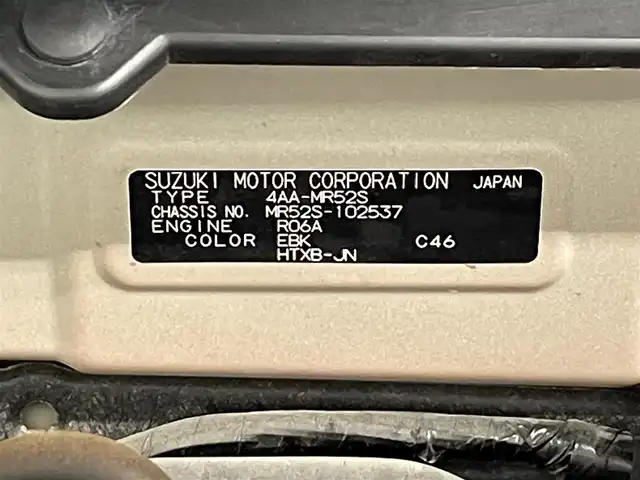 SUZUKI MOTOR CORPORATION JAPAN
TYPE 4AA-MR52S
CHASSIS NO. MR52S-102537
ENGINE R06A
COLOR EBK C46
HTXB-JN